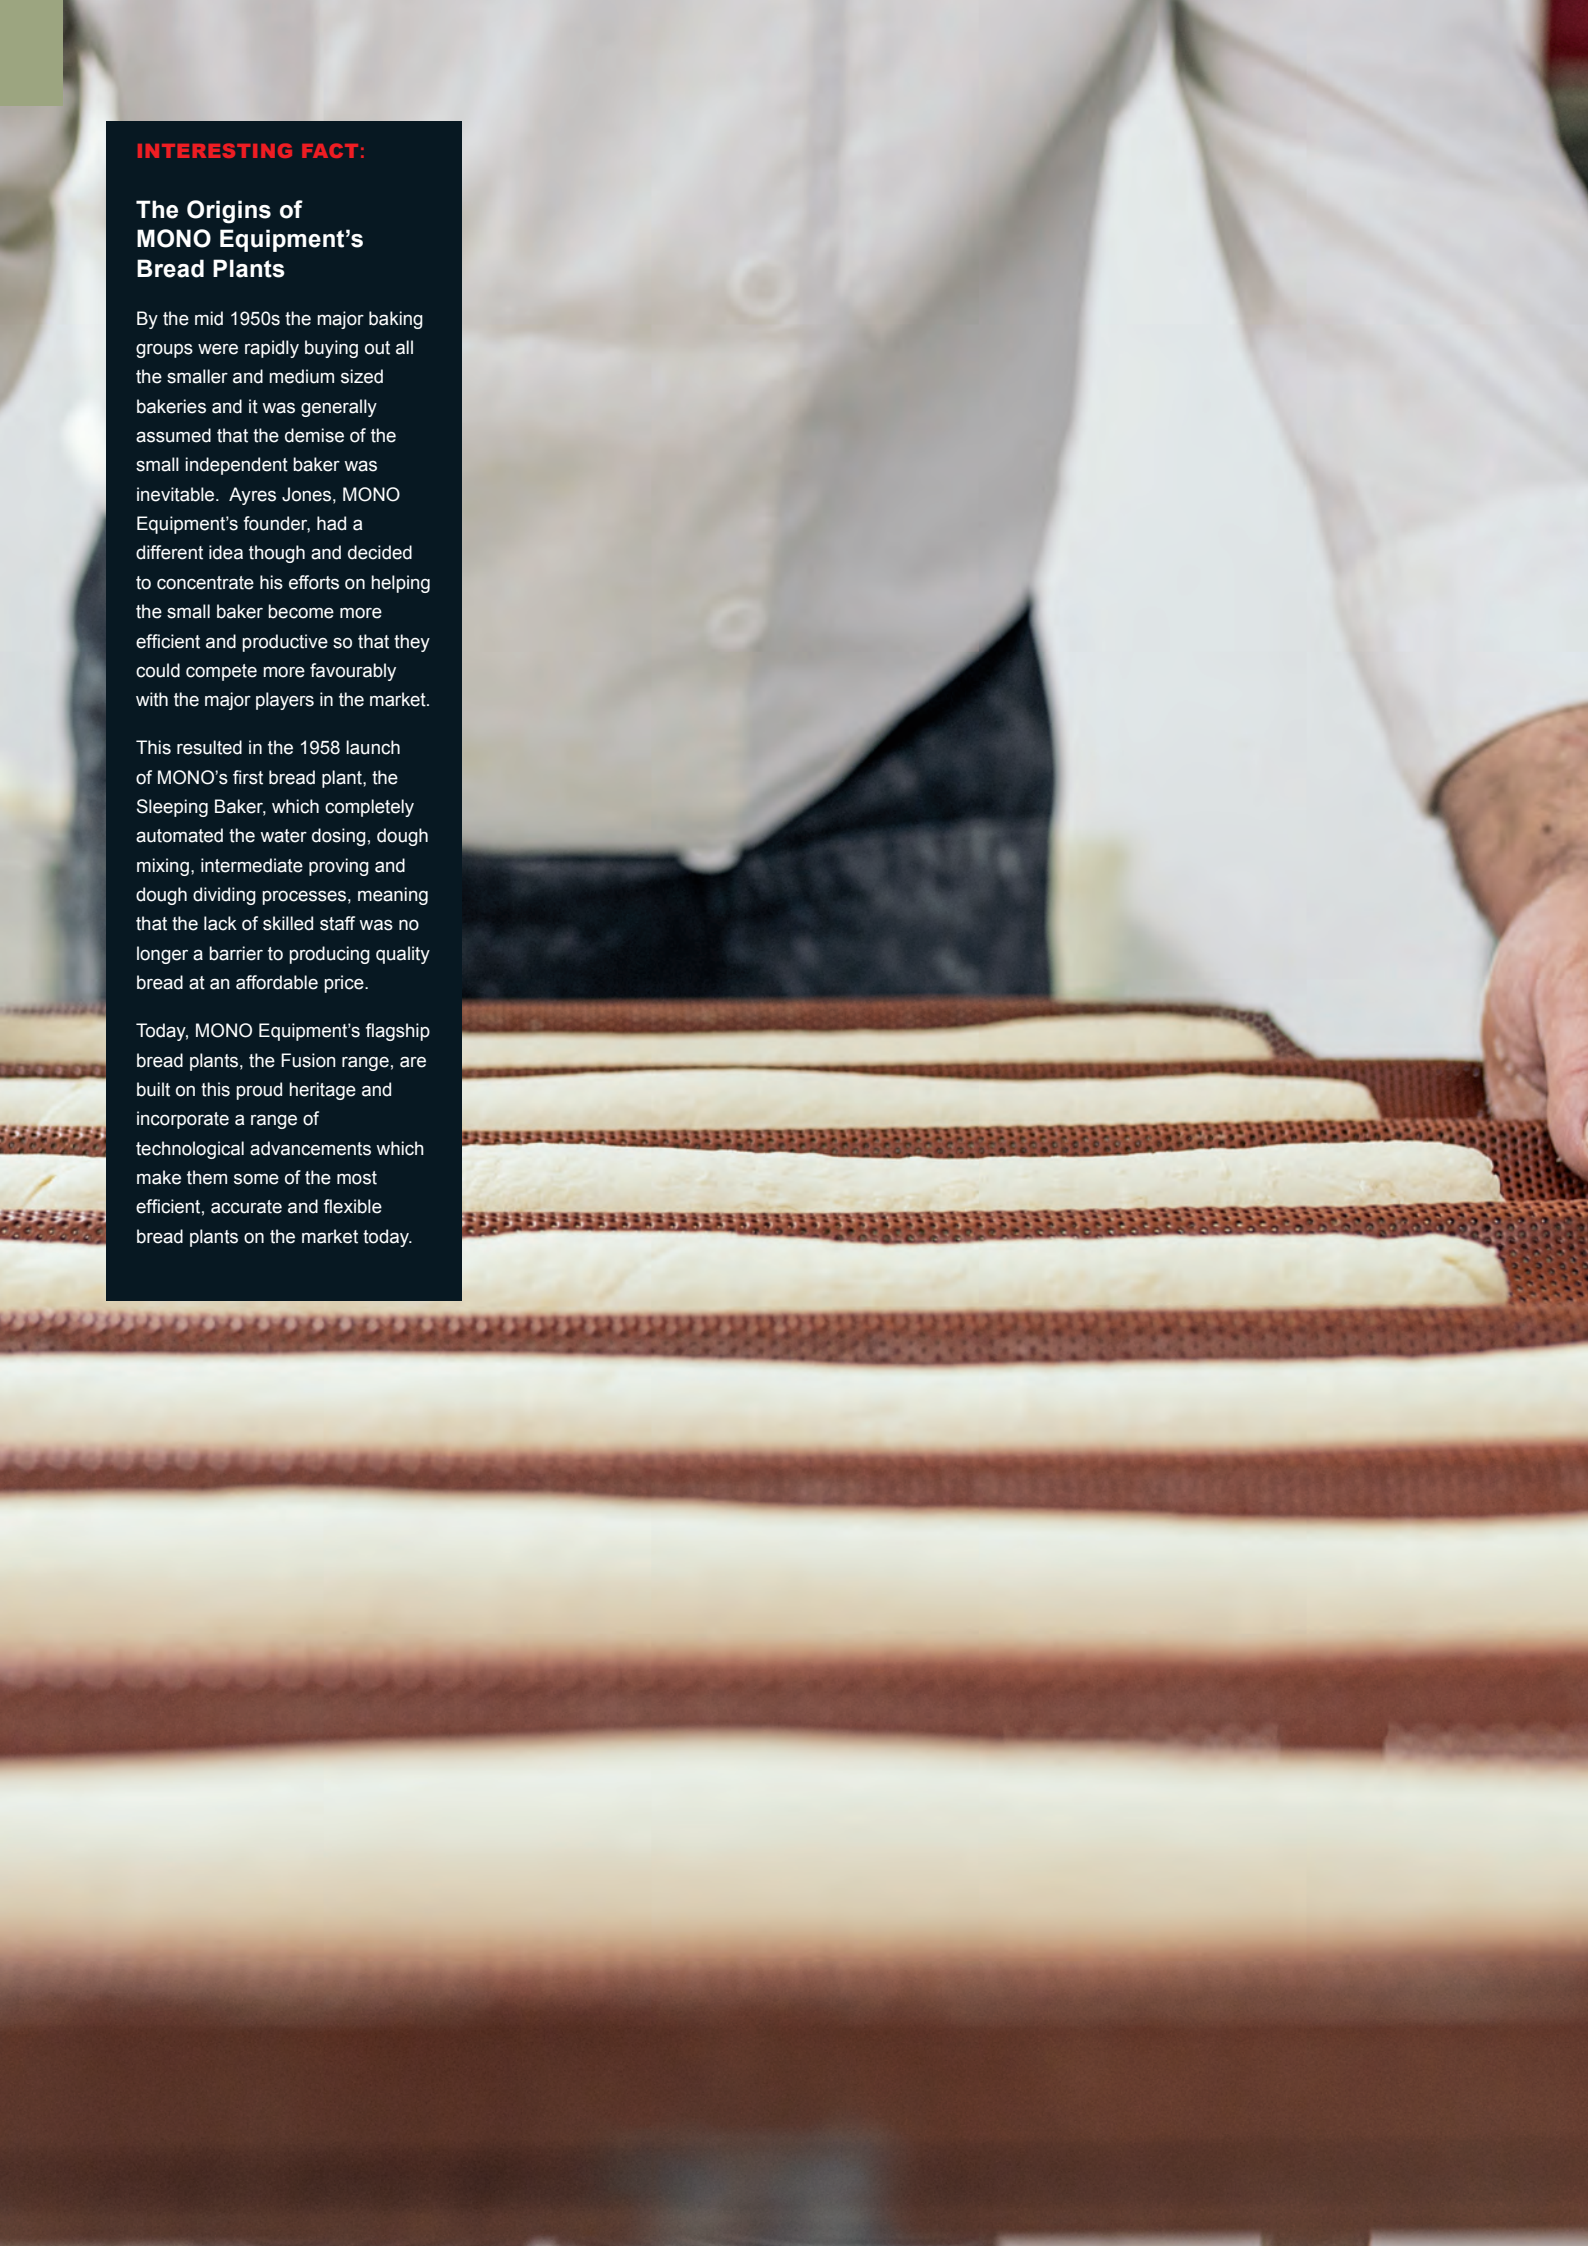 INTERESTING FACT:
The Origins of
MONO Equipment’s
Bread Plants
By the mid 1950s the major baking
groups were rapidly buying out all
the smaller and medium sized
bakeries and it was generally
assumed that the demise of the
small independent baker was
inevitable.  Ayres Jones, MONO
Equipment’s founder, had a
different idea though and decided
to concentrate his efforts on helping
the small baker become more
efficient and productive so that they
could compete more favourably
with the major players in the market.
This resulted in the 1958 launch
of MONO’s first bread plant, the
Sleeping Baker, which completely
automated the water dosing, dough
mixing, intermediate proving and
dough dividing processes, meaning
that the lack of skilled staff was no
longer a barrier to producing quality
bread at an affordable price.
Today, MONO Equipment’s flagship
bread plants, the Fusion range, are
built on this proud heritage and
incorporate a range of
technological advancements which
make them some of the most
efficient, accurate and flexible
bread plants on the market today.